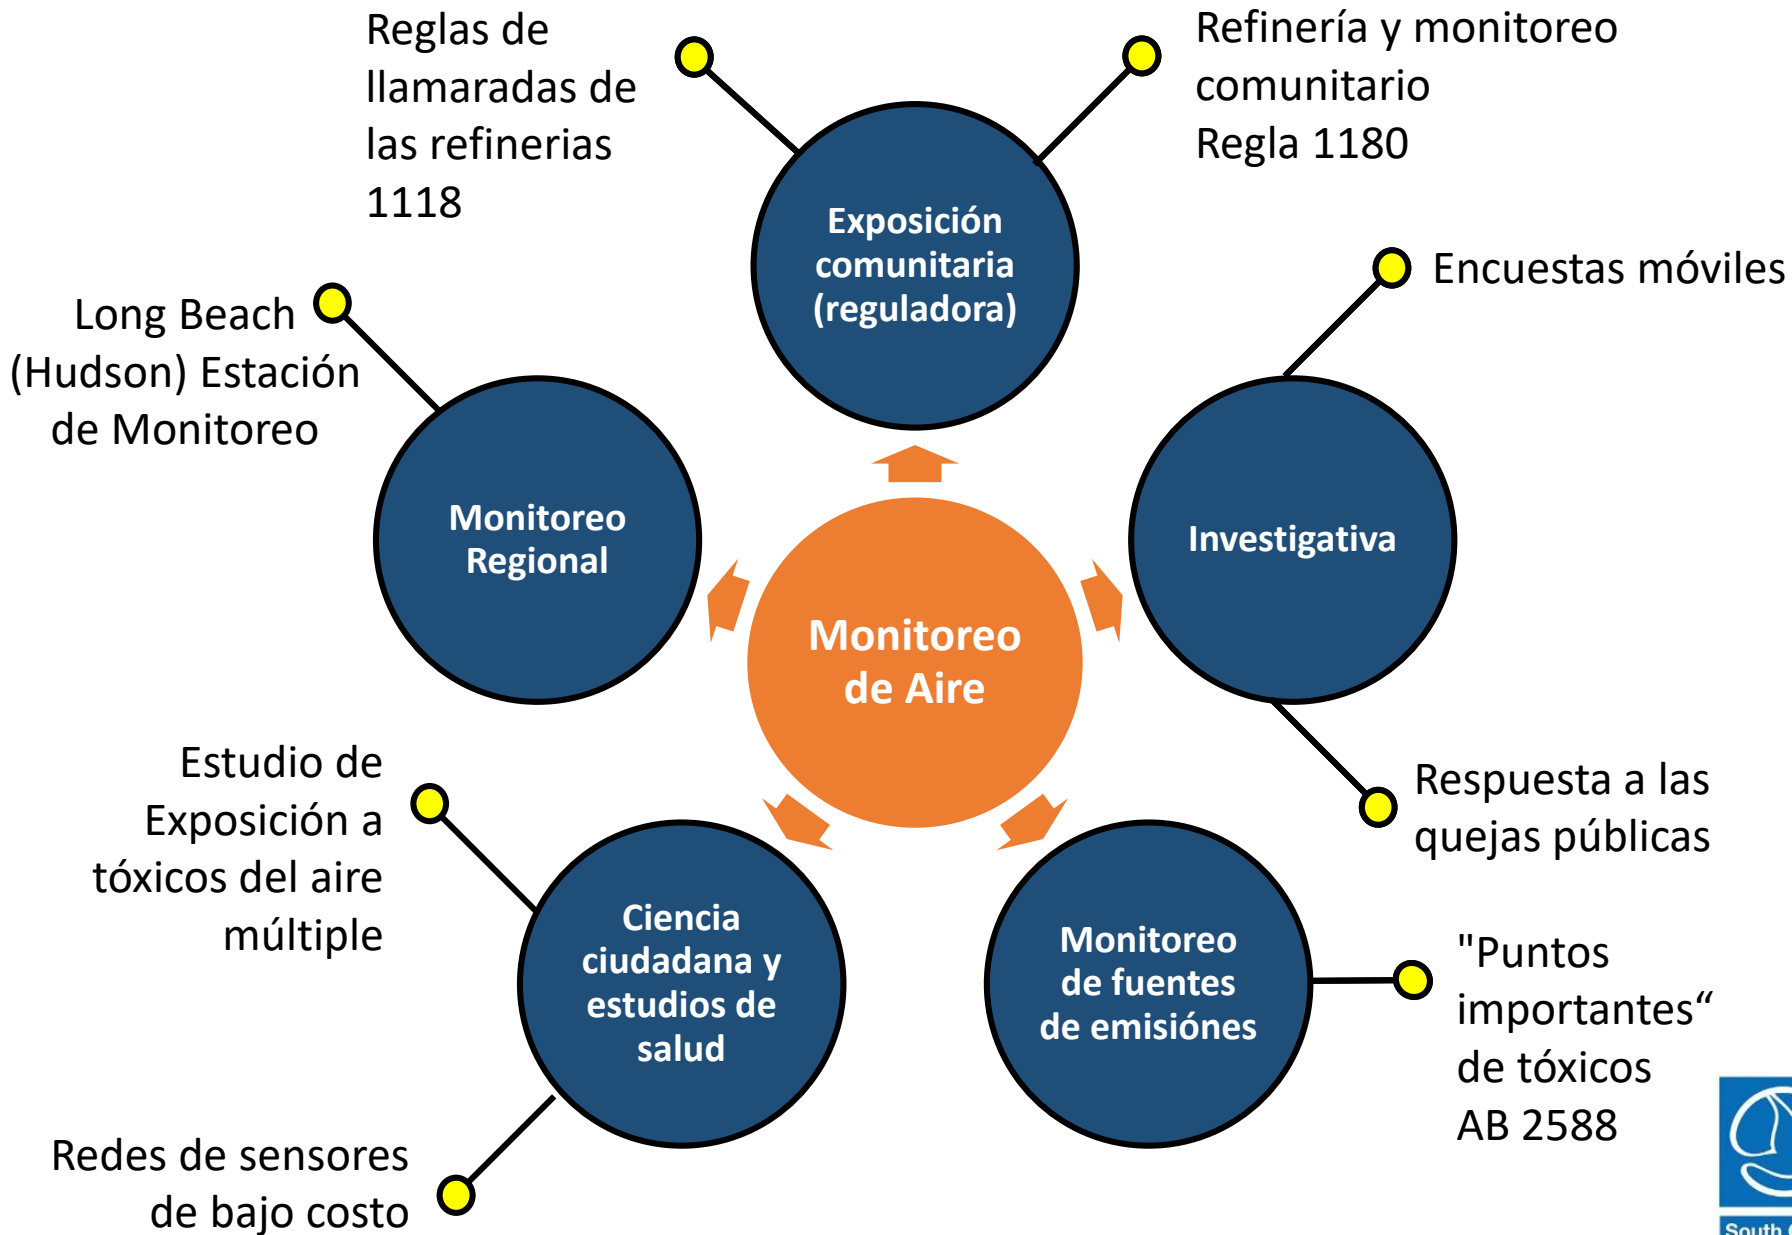 Reglas de
llamaradas de
las refinerias
1118
Refinería y monitoreo
comunitario
Regla 1180
Exposición
comunitaria
(reguladora)
Encuestas móviles
Long Beach
(Hudson) Estación
de Monitoreo
Monitoreo
Regional
Investigativa
Monitoreo
de Aire
Respuesta a las
quejas públicas
Estudio de
Exposición a
tóxicos del aire
múltiple
Ciencia
ciudadana y
estudios de
salud
Monitoreo
de fuentes
de emisiónes
"Puntos
importantes“
de tóxicos
AB 2588
Redes de sensores
de bajo costo
South